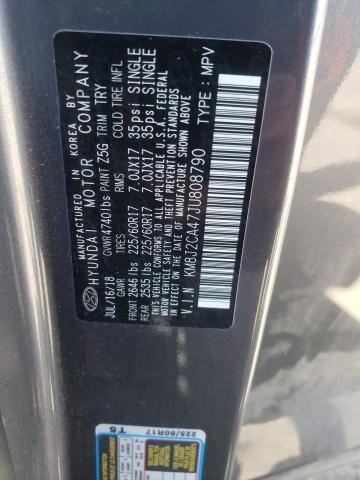 MFD BY HYUNDAI MOTOR COMPANY IN KOREA
JUL/16/18 GVWR 4740lbs PAINT Z5G TRIM TRY
GAWR TIRES RIMS COLD TIRE INFL
FRONT 2646 lbs 225/60R17 7.0JX17 35psi SINGLE
REAR 2535 lbs 225/60R17 7.0JX17 35psi SINGLE
THIS VEHICLE CONFORMS TO ALL APPLICABLE U.S.A. FEDERAL
MOTOR VEHICLE SAFETY, BUMPER, AND THEFT PREVENTION STANDARDS
IN EFFECT ON THE DATE OF MANUFACTURE SHOWN ABOVE.
V.I.N KM8J2CA47JU808790 TYPE : MPV
225/60R17 T6